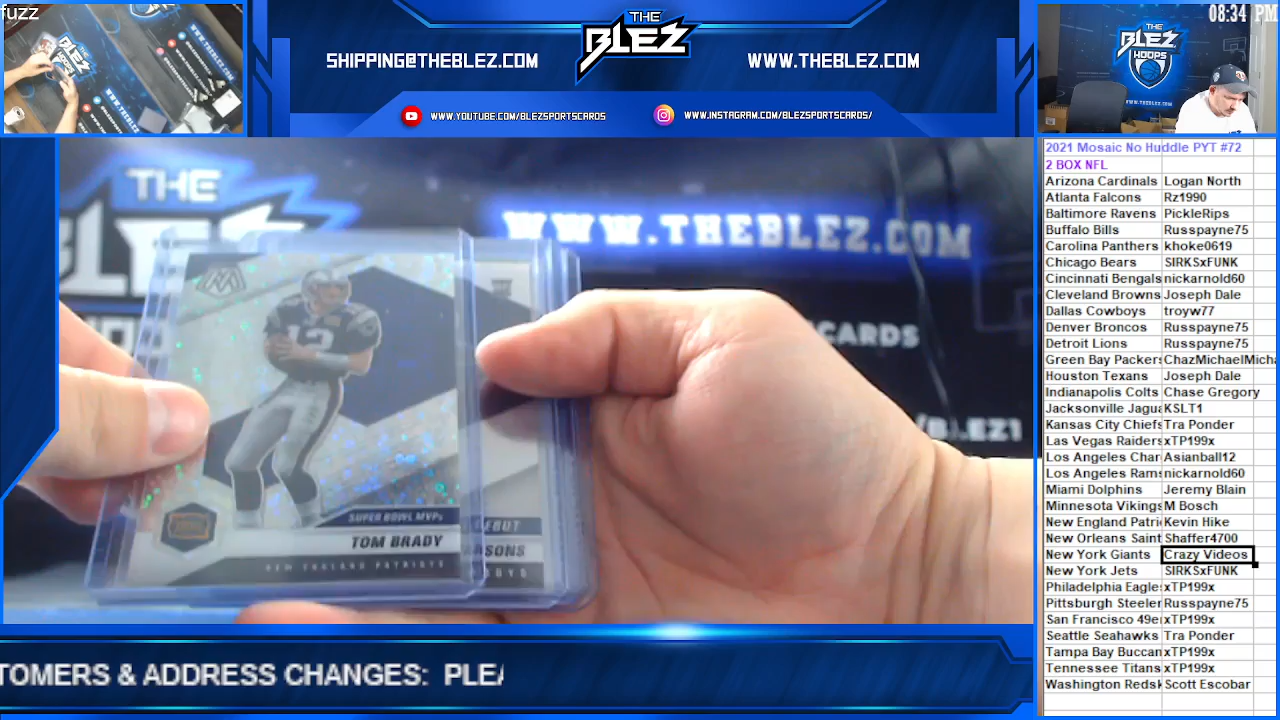 fuzz
SHIPPING@THEBLEZ.COM
THE
BLEZ
WWW.THEBLEZ.COM
WWW.YOUTUBE.COM/BLEZSPORTSCARDS
WWW.INSTAGRAM.COM/BLEZSPORTSCARDS/
08:34 PM
THE
BLEZ
HOOPS
THE
WWW.THEBLEZ.COM
CARDS
12
SUPER BOWL MVPs
TOM BRADY
NEW ENGLAND PATRIOTS
EBUT
ARSONS
BOYS
TOMERS & ADDRESS CHANGES: PLEA
2021 Mosaic No Huddle PYT #72
2 BOX NFL
Arizona Cardinals Logan North
Atlanta Falcons Rz1990
Baltimore Ravens PickleRips
Buffalo Bills Russpayne75
Carolina Panthers khoke0619
Chicago Bears SIRKSxFUNK
Cincinnati Bengals nickarnold60
Cleveland Browns Joseph Dale
Dallas Cowboys troyw77
Denver Broncos Russpayne75
Detroit Lions Russpayne75
Green Bay Packers ChazMichaelMicha
Houston Texans Joseph Dale
Indianapolis Colts Chase Gregory
Jacksonville Jagua KSLT1
Kansas City Chiefs Tra Ponder
Las Vegas Raiders xTP199x
Los Angeles Char Asianball12
Los Angeles Rams nickarnold60
Miami Dolphins Jeremy Blain
Minnesota Vikings M Bosch
New England Patri Kevin Hike
New Orleans Saint Shaffer4700
New York Giants Crazy Videos
New York Jets SIRKSxFUNK
Philadelphia Eagle xTP199x
Pittsburgh Steeler Russpayne75
San Francisco 49e xTP199x
Seattle Seahawks Tra Ponder
Tampa Bay Buccan xTP199x
Tennessee Titans xTP199x
Washington Redsk Scott Escobar